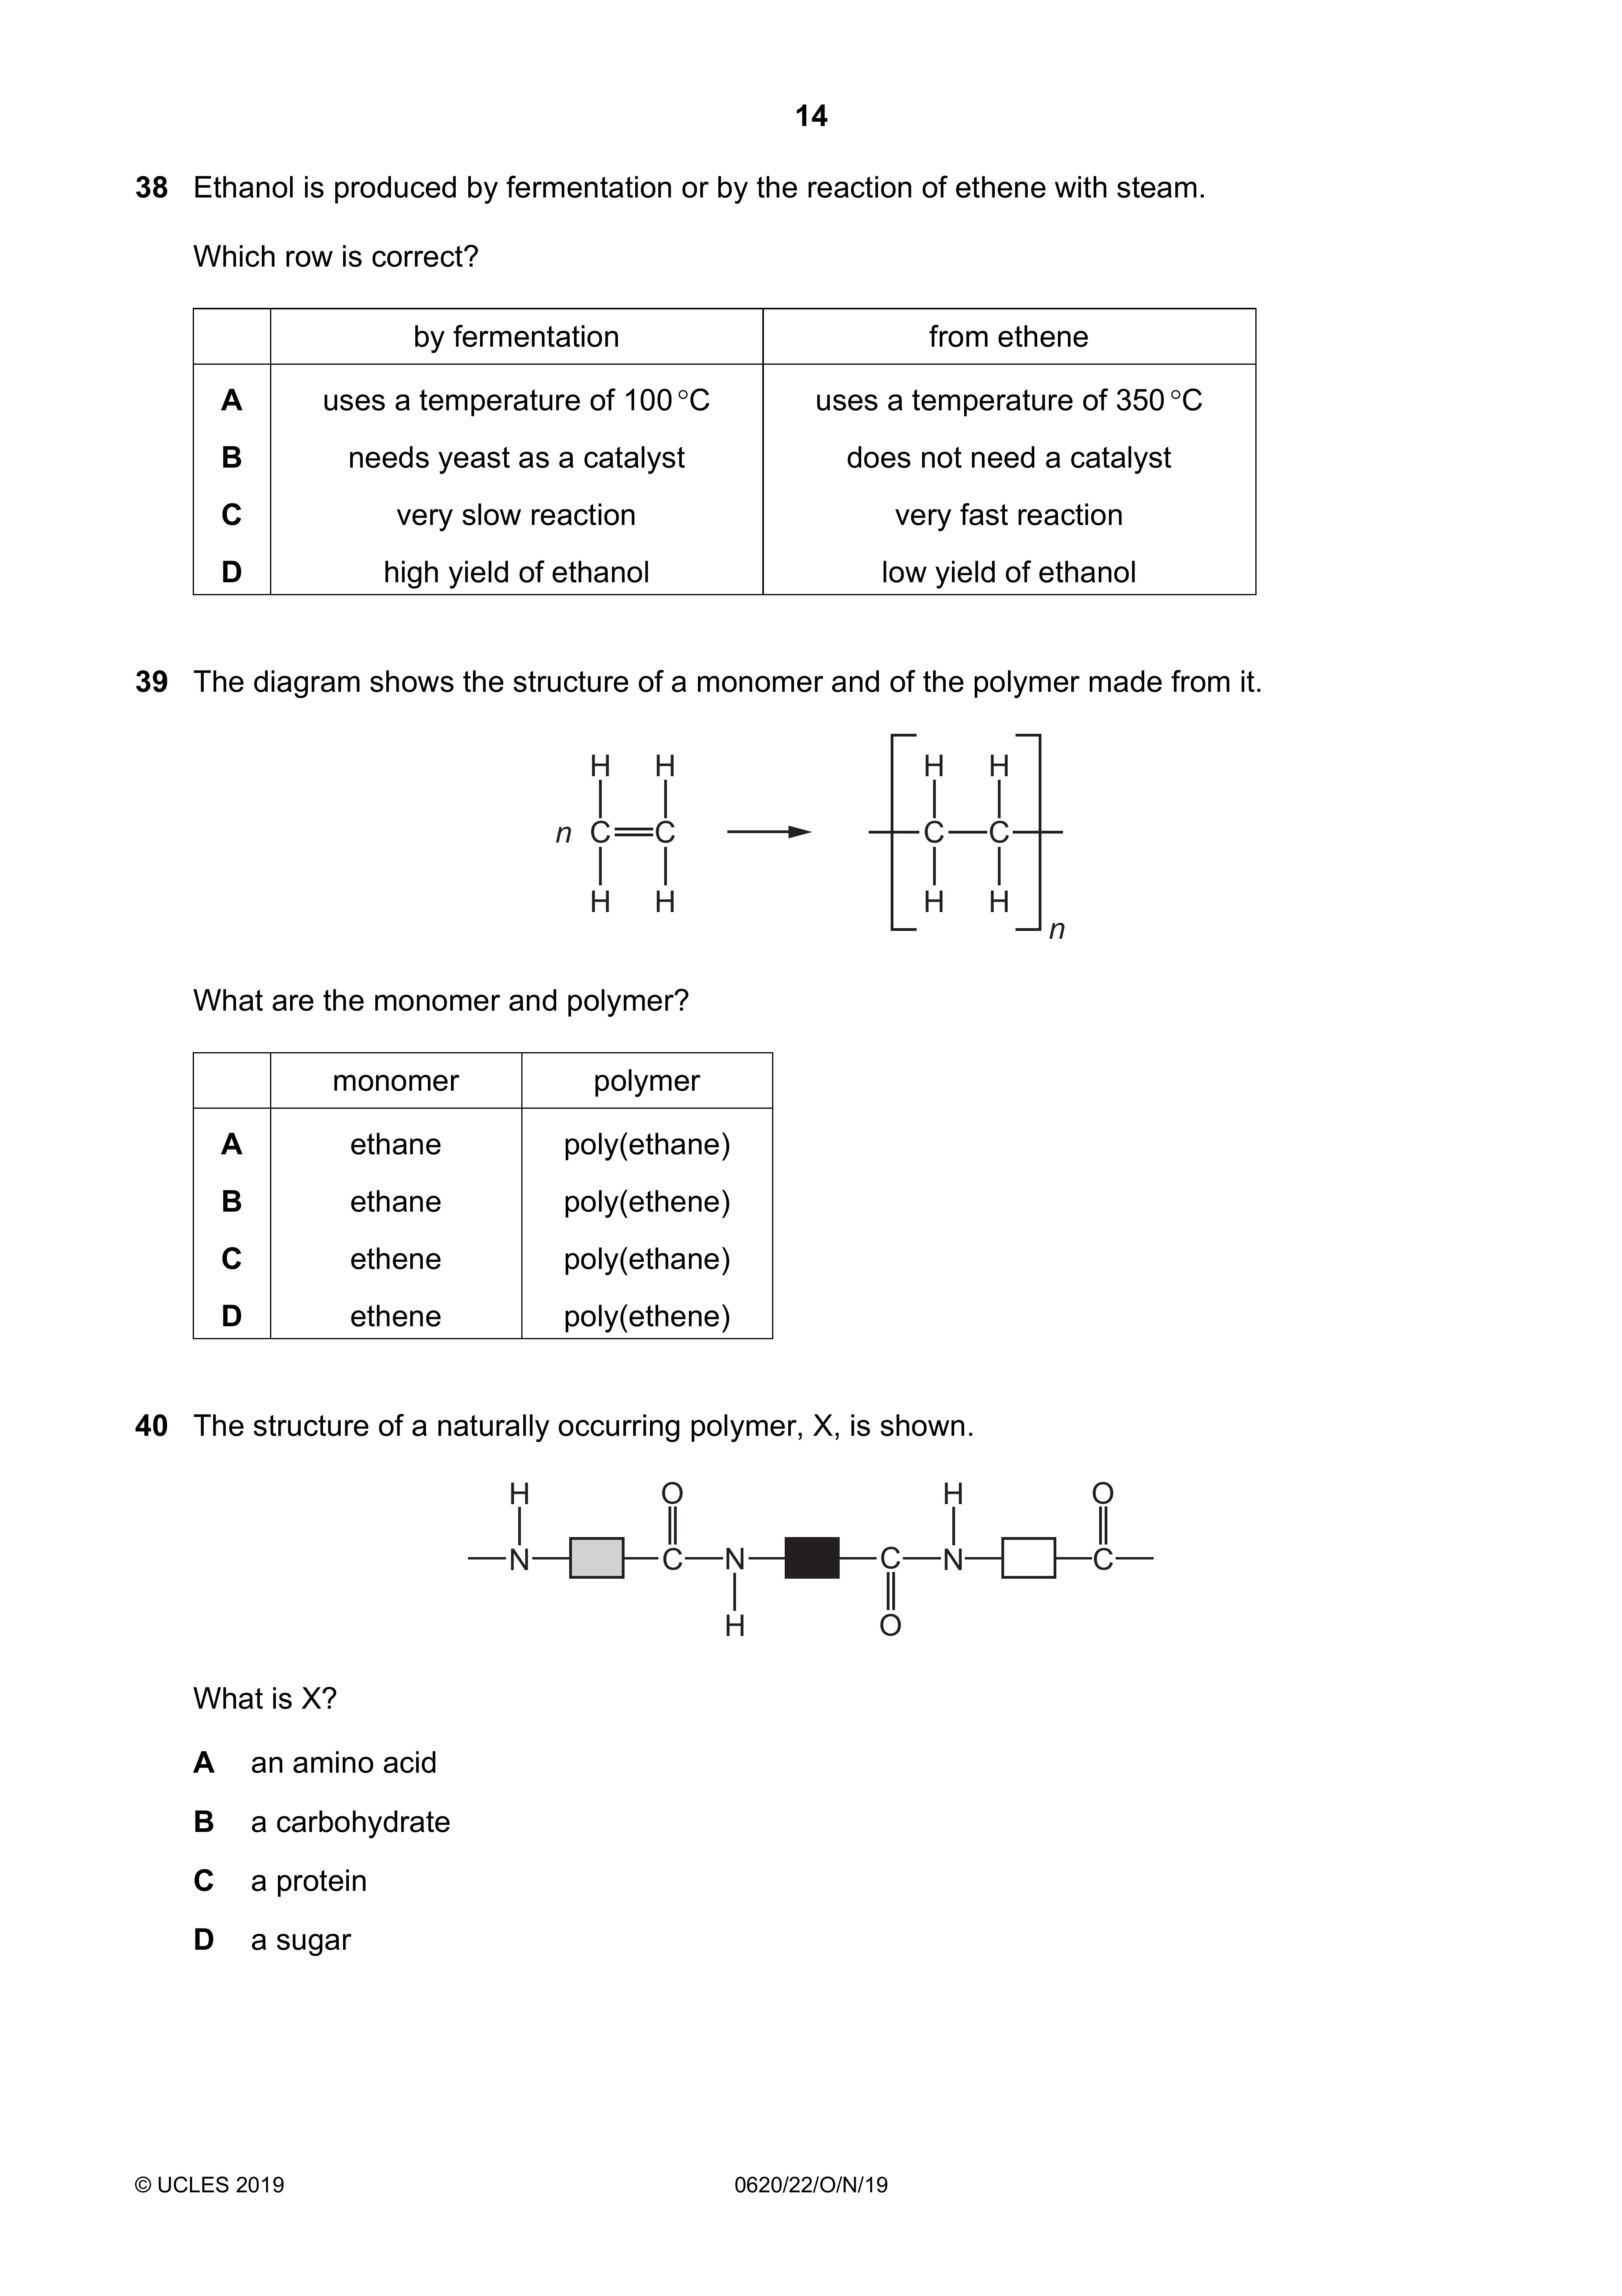 14
38 Ethanol is produced by fermentation or by the reaction of ethene with steam.
Which row is correct?
by fermentation from ethene
A uses a temperature of 100 °C uses a temperature of 350 °C
B needs yeast as a catalyst does not need a catalyst
C very slow reaction very fast reaction
D high yield of ethanol low yield of ethanol
39 The diagram shows the structure of a monomer and of the polymer made from it.
H H H H
n C C C C
H H H H
n
What are the monomer and polymer?
monomer polymer
A ethane poly(ethane)
B ethane poly(ethene)
C ethene poly(ethane)
D ethene poly(ethene)
40 The structure of a naturally occurring polymer, X, is shown.
H O H O
N C N C N C
H O
What is X?
A an amino acid
B a carbohydrate
C a protein
D a sugar
© UCLES 2019 0620/22/O/N/19